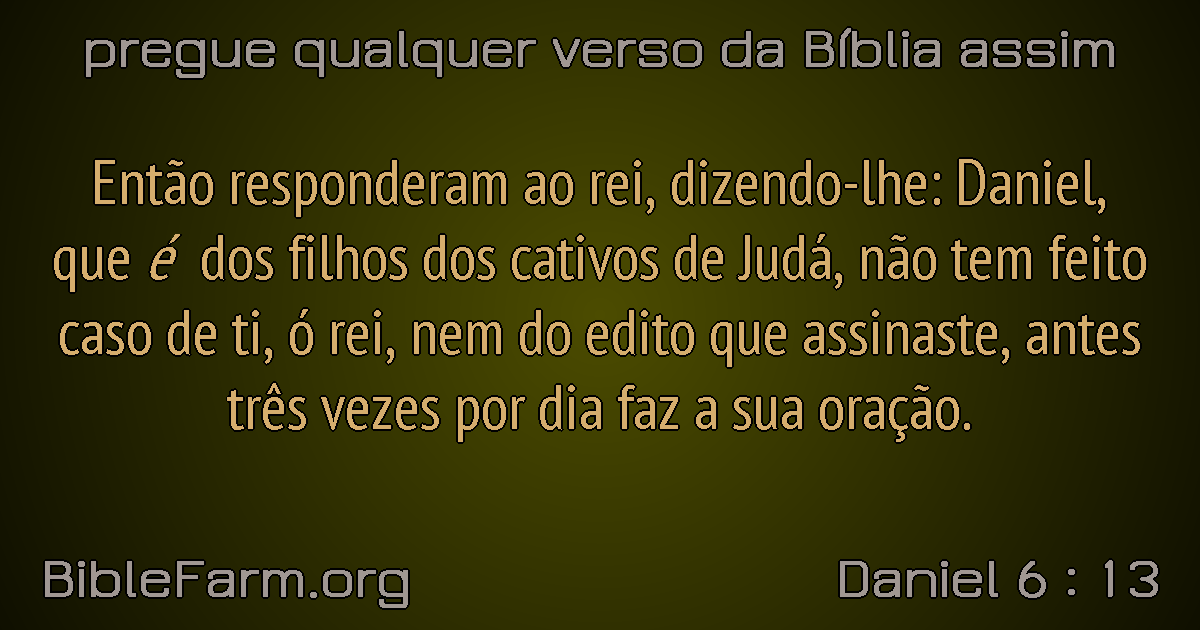 pregue qualquer verso da Bíblia assim
Então responderam ao rei, dizendo-lhe: Daniel,
que é dos filhos dos cativos de Judá, não tem feito
caso de ti, ó rei, nem do edito que assinaste, antes
três vezes por dia faz a sua oração.
BibleFarm.org
Daniel 6 : 13